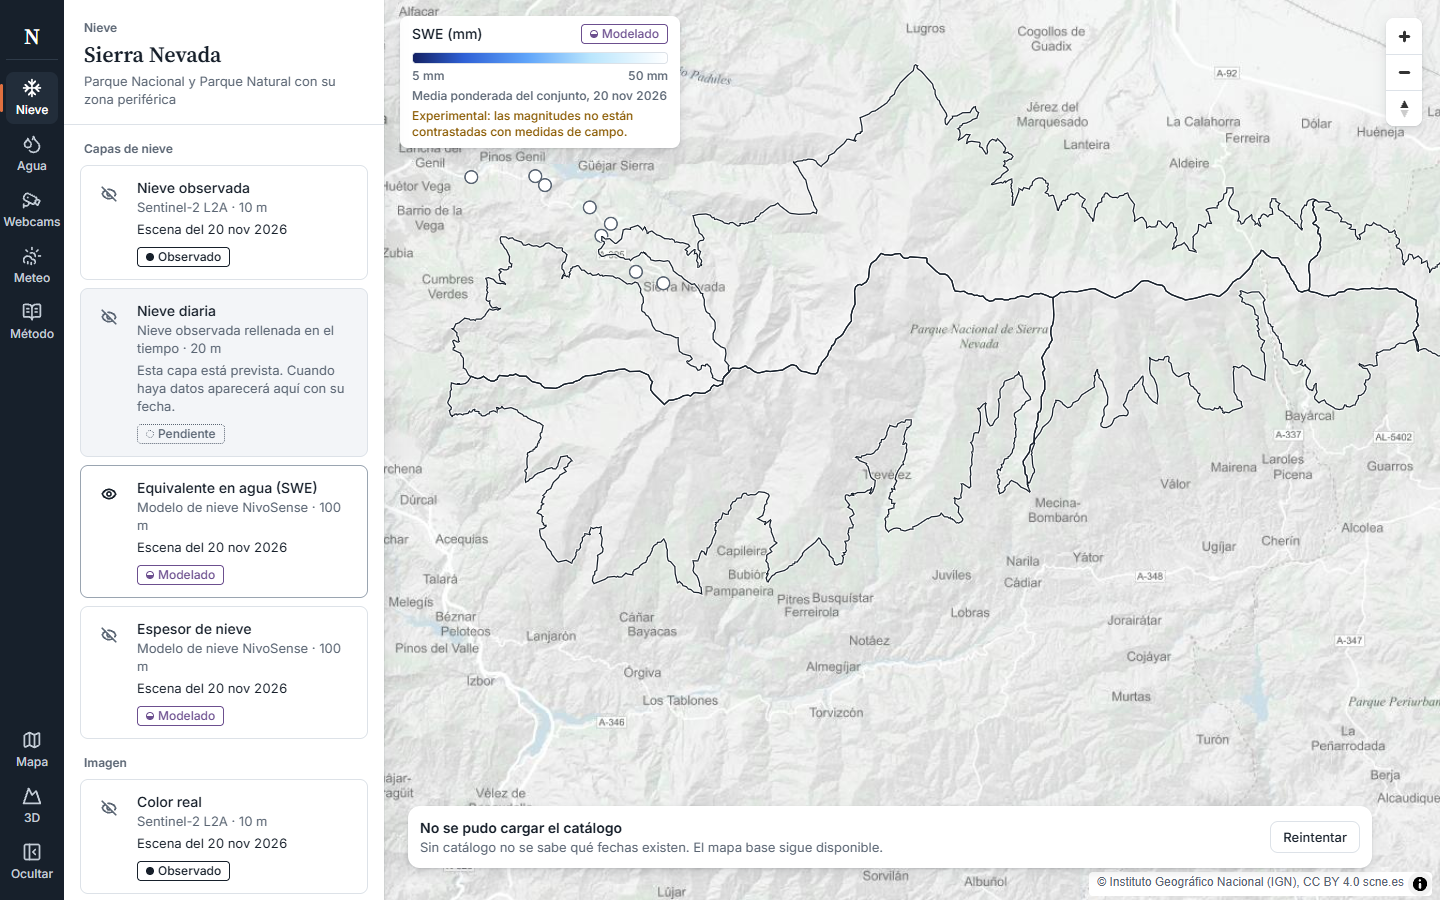 N
Nieve
Agua
Webcams
Meteo
Método
Mapa
3D
Ocultar
Nieve
Sierra Nevada
Parque Nacional y Parque Natural con su
zona periférica
Capas de nieve
Nieve observada
Sentinel-2 L2A · 10 m
Escena del 20 nov 2026
Observado
Nieve diaria
Nieve observada rellenada en el
tiempo · 20 m
Esta capa está prevista. Cuando
haya datos aparecerá aquí con su
fecha.
Pendiente
Equivalente en agua (SWE)
Modelo de nieve NivoSense · 100
m
Escena del 20 nov 2026
Modelado
Espesor de nieve
Modelo de nieve NivoSense · 100
m
Escena del 20 nov 2026
Modelado
Imagen
Color real
Sentinel-2 L2A · 10 m
Escena del 20 nov 2026
Observado
SWE (mm)
Modelado
5 mm
50 mm
Media ponderada del conjunto, 20 nov 2026
Experimental: las magnitudes no están
contrastadas con medidas de campo.
Alfacar
Lugros
Cogollos de
Guadix
A-92
Jérez del
Marquesado
La Calahorra
Ferreira
Dólar
Huéneja
Lanteira
Aldeire
Genil
Pinos Genil
Güéjar Sierra
Huétor Vega
Barrio de la
Vega
Zubia
Cumbres
Verdes
Sierra Nevada
Parque Nacional de Sierra
Nevada
Bayárcal
A-337
AL-5402
Laroles
Mairena
Picena
Guarros
Válor
Trevélez
Dúrcal
Mecina-
Bombarón
Alcolea
Acequias
Capileira
Cherín
Ugíjar
Yátor
Narila
Talará
Bubión
Juviles
Cádiar
A-348
Pampaneira
Pitres
Busquístar
Ferreirola
Melegís
Lobras
Béznar
Peloteos
Cáñar
Bayacas
Jorairátar
Lanjarón
Notáez
A-347
Pinos del Valle
Cojáyar
Órgiva
Almegíjar
Izbor
Los Tablones
Murtas
Parque Periurban
Torvizcón
A-346
Turón
La
Peñarrodada
Berja
Vélez de
Alcaudique
No se pudo cargar el catálogo
Sin catálogo no se sabe qué fechas existen. El mapa base sigue disponible.
Reintentar
Sorvilán
Albuñol
Lújar
© Instituto Geográfico Nacional (IGN), CC BY 4.0 scne.es